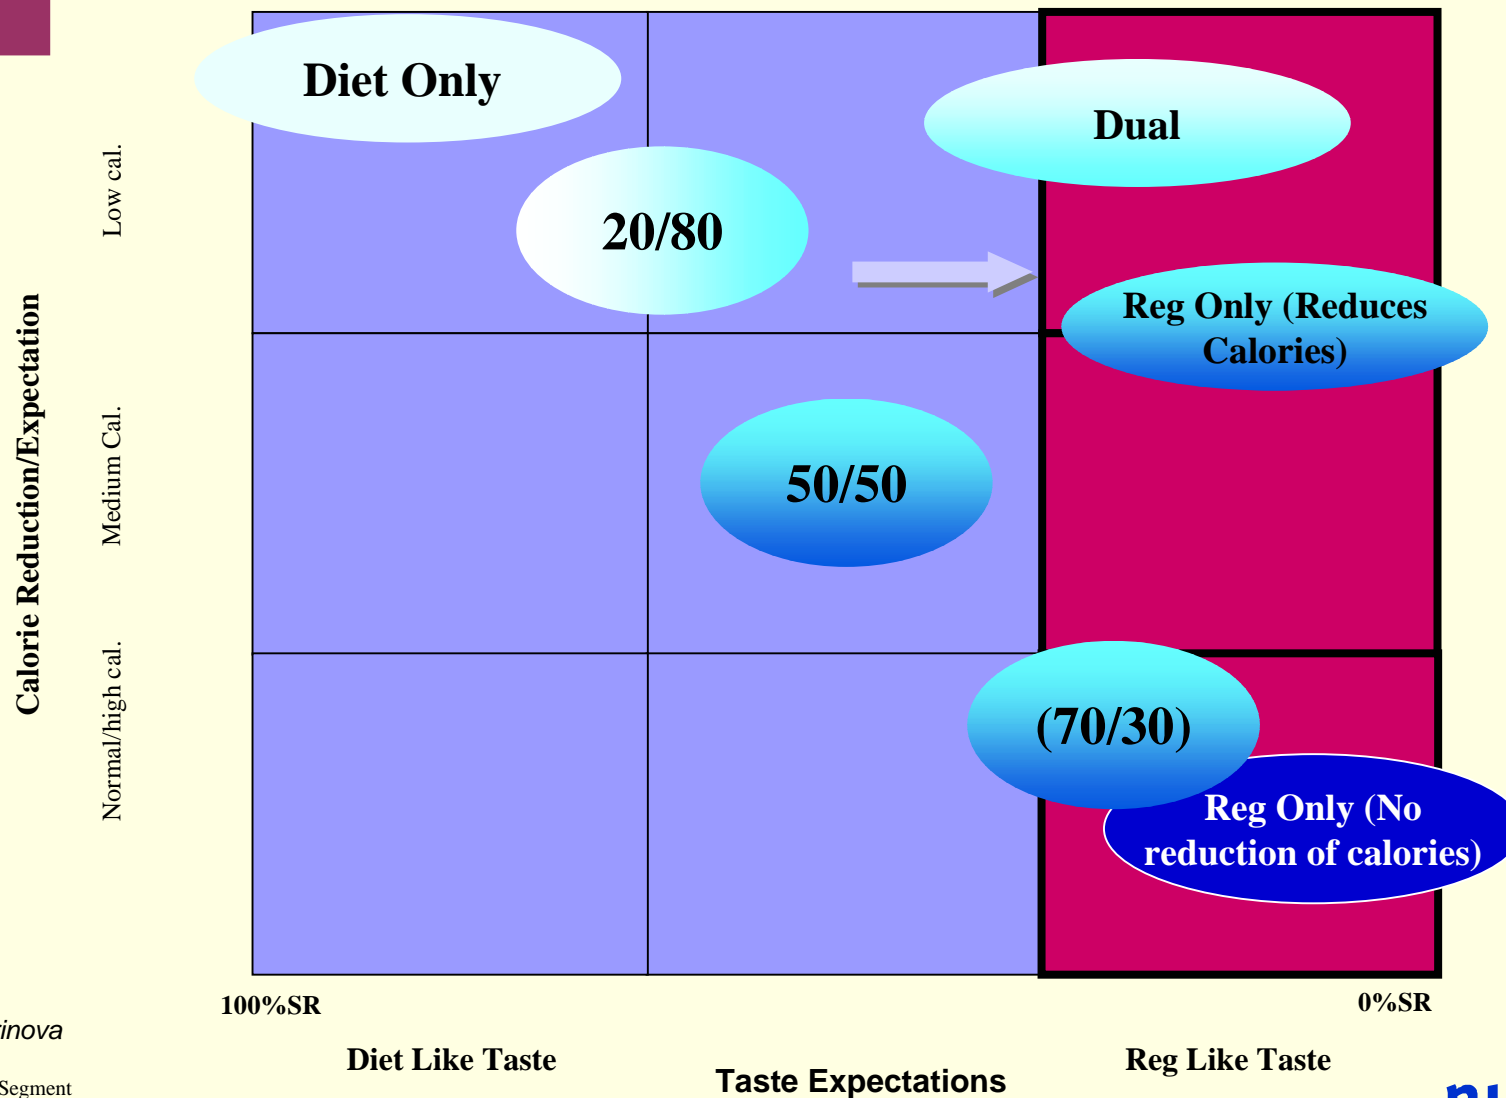 Diet Only
Dual
20/80
Reg Only (Reduces
Calories)
50/50
(70/30)
Reg Only (No
reduction of calories)
Calorie Reduction/Expectation
Low cal.
Medium Cal.
Normal/high cal.
100%SR
0%SR
Diet Like Taste
Reg Like Taste
Taste Expectations
Segment